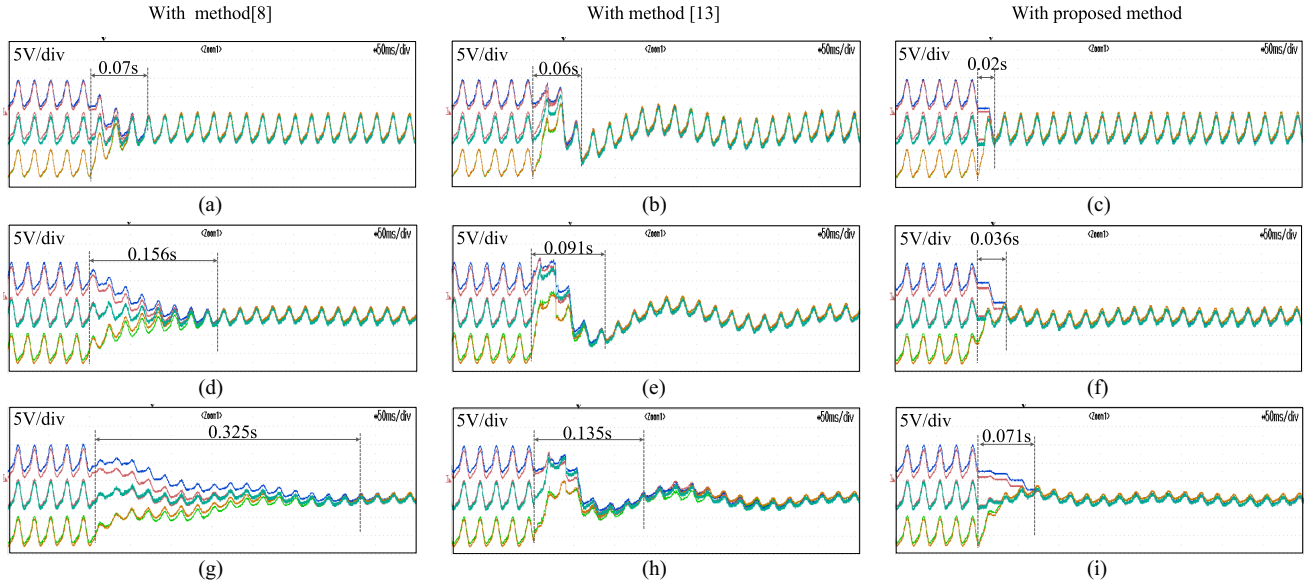 With method[8] With method [13] With proposed method
5V/div <Zoom1> ⁕50ms/div 5V/div <Zoom1> ⁕50ms/div 5V/div <Zoom1> ⁕50ms/div
0.07s 0.06s 0.02s
(a) (b) (c)
5V/div <Zoom1> ⁕50ms/div 5V/div <Zoom1> ⁕50ms/div 5V/div <Zoom1> ⁕50ms/div
0.156s 0.091s 0.036s
(d) (e) (f)
5V/div <Zoom1> ⁕50ms/div 5V/div <Zoom1> ⁕50ms/div 5V/div <Zoom1> ⁕50ms/div
0.325s 0.135s 0.071s
(g) (h) (i)